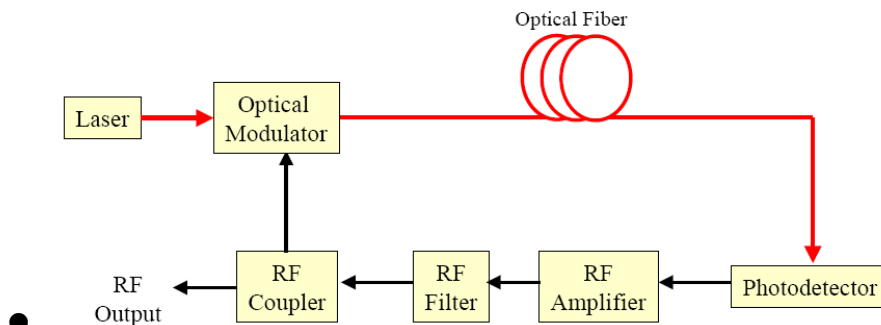 Optical Fiber
Laser
Optical
Modulator
RF
Output
RF
Coupler
RF
Filter
RF
Amplifier
Photodetector